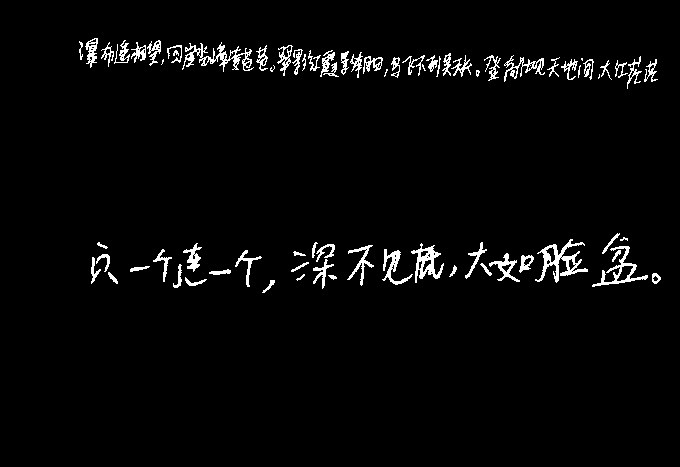 瀑布遥相望,回崖沓嶂凌苍苍。翠影红霞映朝日,鸟飞不到吴天长。登高壮观天地间,大江茫茫
只一个连一个,深不见底,大如脸盆。